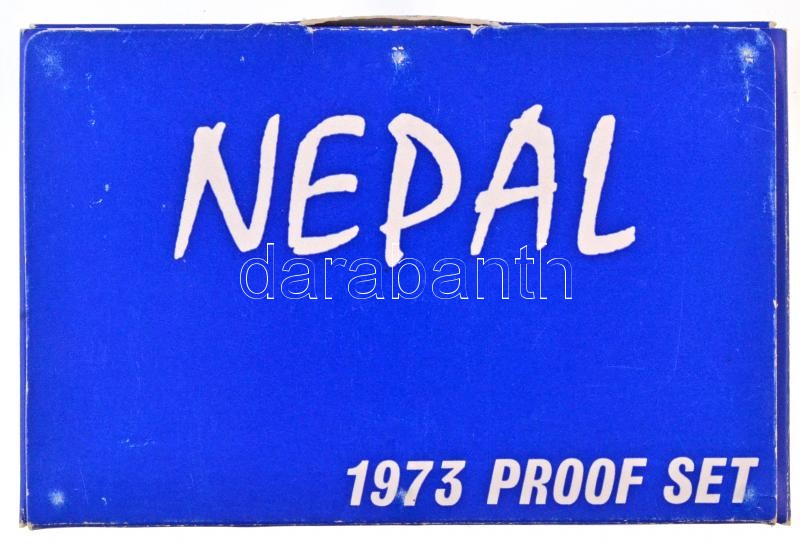 NEPAL
darabanth
1973 PROOF SET